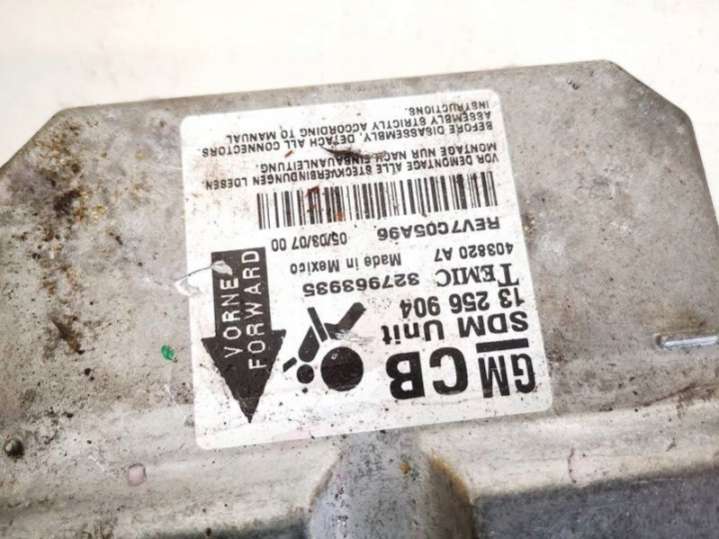 GM CB
SDM Unit
13 256 904
TEMIC 327963935
403820 A7 Made in Mexico
REV7C05A96 05/03/07 00
VORNE
FORWARD
VOR DEMONTAGE ALLE STECKVERBINDUNGEN LOESEN
MONTAGE NUR NACH EINBAUANLEITUNG.
BEFORE DISASSEMBLY, DETACH ALL CONNECTORS.
ASSEMBLY STRICTLY ACCORDING TO MANUAL
INSTRUCTIONS.